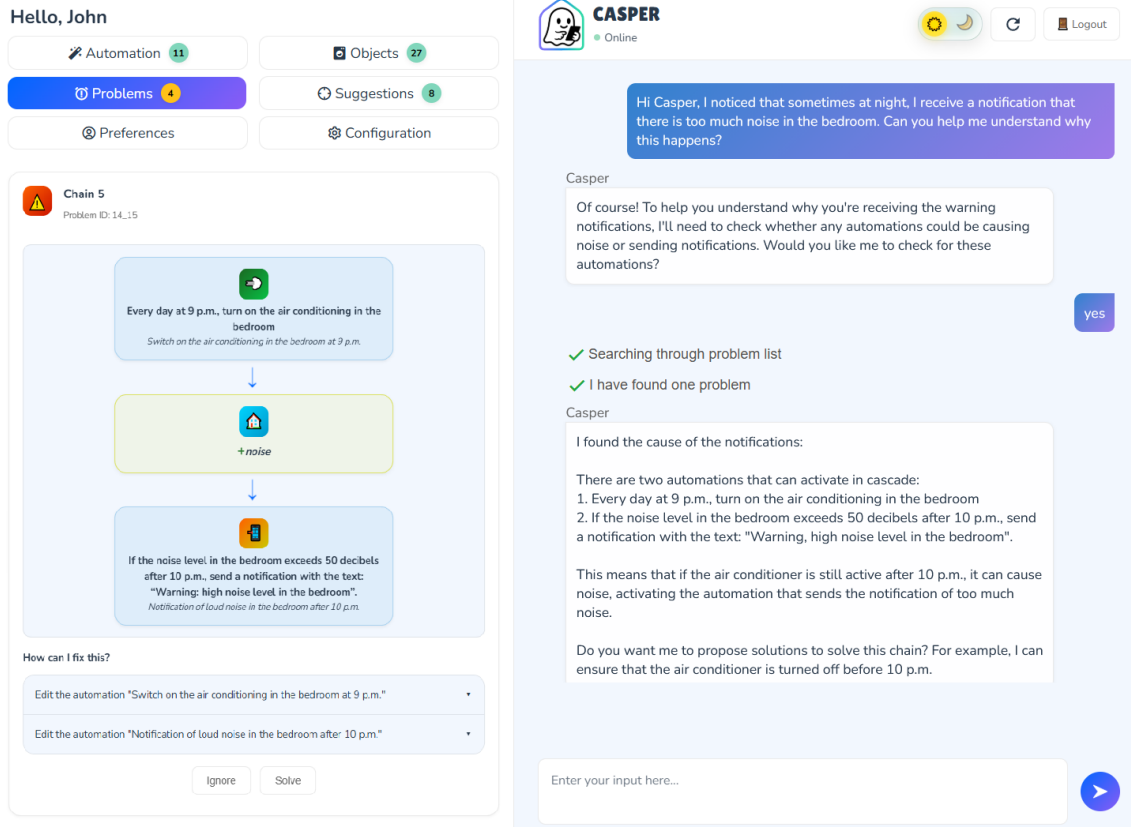 Hello, John
Automation 11
Objects 27
Problems 4
Suggestions 8
Preferences
Configuration
Chain 5
Problem ID: 14_15
Every day at 9 p.m., turn on the air conditioning in the
bedroom
Switch on the air conditioning in the bedroom at 9 p.m.
+noise
If the noise level in the bedroom exceeds 50 decibels
after 10 p.m., send a notification with the text:
“Warning: high noise level in the bedroom”.
Notification of loud noise in the bedroom after 10 p.m.
How can I fix this?
Edit the automation "Switch on the air conditioning in the bedroom at 9 p.m."
Edit the automation "Notification of loud noise in the bedroom after 10 p.m."
Ignore
Solve
CASPER
Online
Logout
Hi Casper, I noticed that sometimes at night, I receive a notification that
there is too much noise in the bedroom. Can you help me understand why
this happens?
Casper
Of course! To help you understand why you're receiving the warning
notifications, I'll need to check whether any automations could be causing
noise or sending notifications. Would you like me to check for these
automations?
yes
Searching through problem list
I have found one problem
Casper
I found the cause of the notifications:
There are two automations that can activate in cascade:
1. Every day at 9 p.m., turn on the air conditioning in the bedroom
2. If the noise level in the bedroom exceeds 50 decibels after 10 p.m., send
a notification with the text: "Warning, high noise level in the bedroom".
This means that if the air conditioner is still active after 10 p.m., it can cause
noise, activating the automation that sends the notification of too much
noise.
Do you want me to propose solutions to solve this chain? For example, I can
ensure that the air conditioner is turned off before 10 p.m.
Enter your input here...